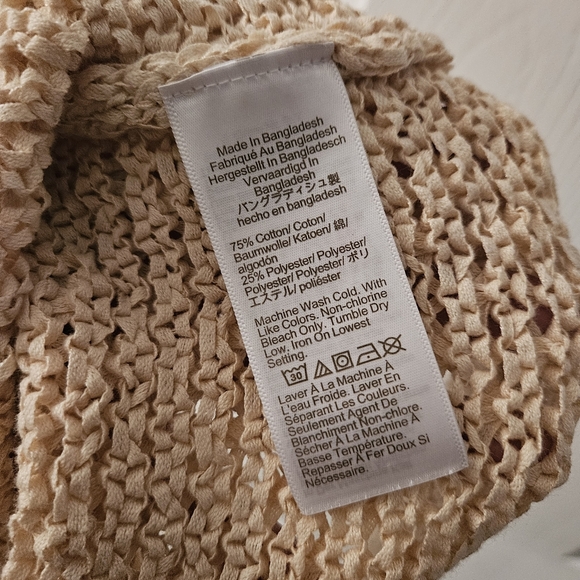 Made In Bangladesh
Fabriqué Au Bangladesh
Hergestellt In Bangladesch
Vervaardigd In
Bangladesh
バングラディシュ製
hecho en bangladesh
75% Cotton/ Coton/
Baumwolle/ Katoen/ 綿/
algodón
25% Polyester/ Polyester/
Polyester/ Polyester/ ポリ
エステル/ poliéster
Machine Wash Cold. With
Like Colors. Non-chlorine
Bleach Only. Tumble Dry
Low. Iron On Lowest
Setting.
30
Laver À La Machine À
L'eau Froide. Laver En
Séparant Les Couleurs.
Seulement Agent De
Blanchiment Non-chlore.
Sécher À La Machine À
Basse Température.
Repasser À Fer Doux Si
Nécessaire.